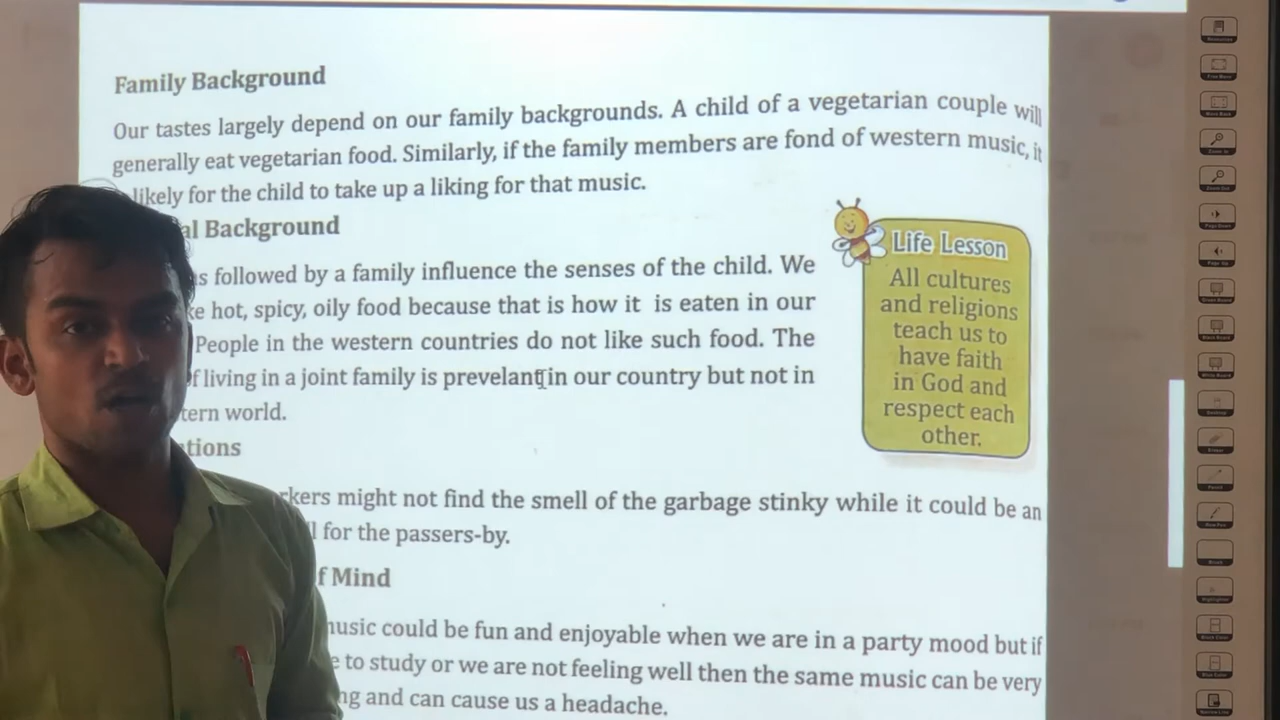 Family Background
Our tastes largely depend on our family backgrounds. A child of a vegetarian couple will
generally eat vegetarian food. Similarly, if the family members are fond of western music, it
likely for the child to take up a liking for that music.
Background
followed by a family influence the senses of the child. We
hot, spicy, oily food because that is how it is eaten in our
People in the western countries do not like such food. The
living in a joint family is prevelant in our country but not in
world.
might not find the smell of the garbage stinky while it could be an
for the passers-by.
Mind
music could be fun and enjoyable when we are in a party mood but if
to study or we are not feeling well then the same music can be very
and can cause us a headache.
Life Lesson
All cultures
and religions
teach us to
have faith
in God and
respect each
other.